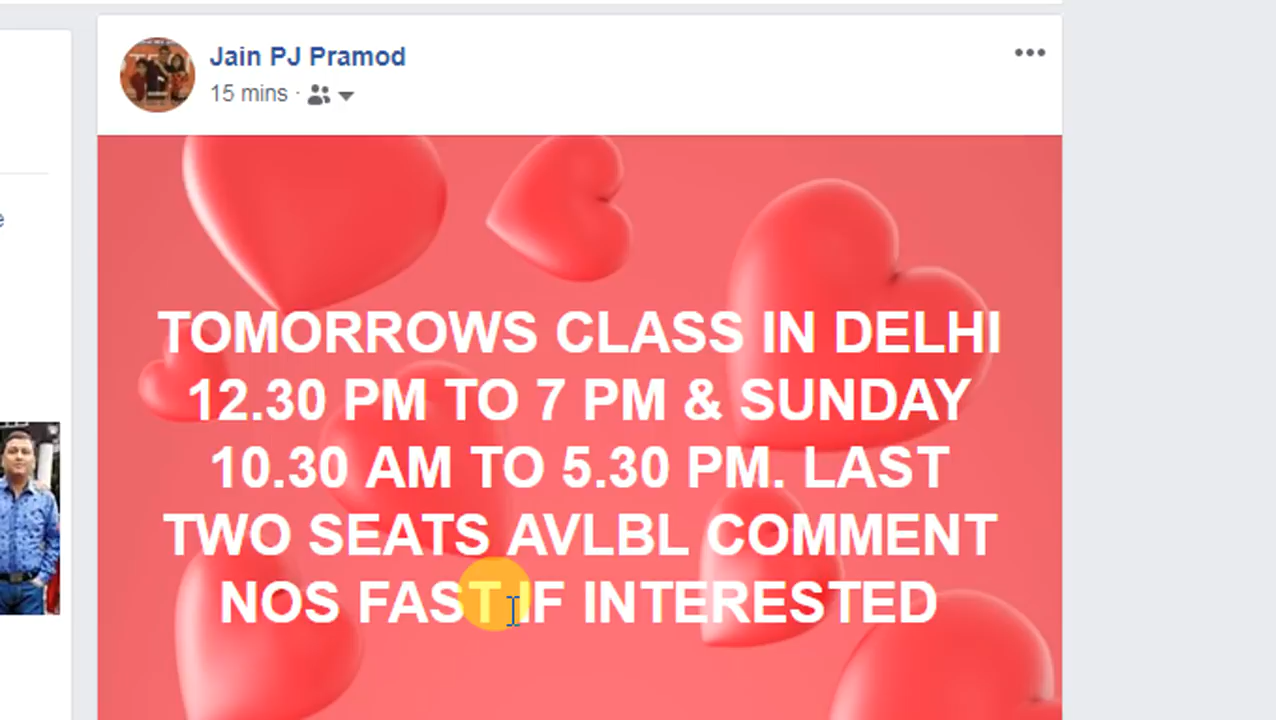 Jain PJ Pramod
15 mins ·
TOMORROWS CLASS IN DELHI
12.30 PM TO 7 PM & SUNDAY
10.30 AM TO 5.30 PM. LAST
TWO SEATS AVLBL COMMENT
NOS FAST IF INTERESTED